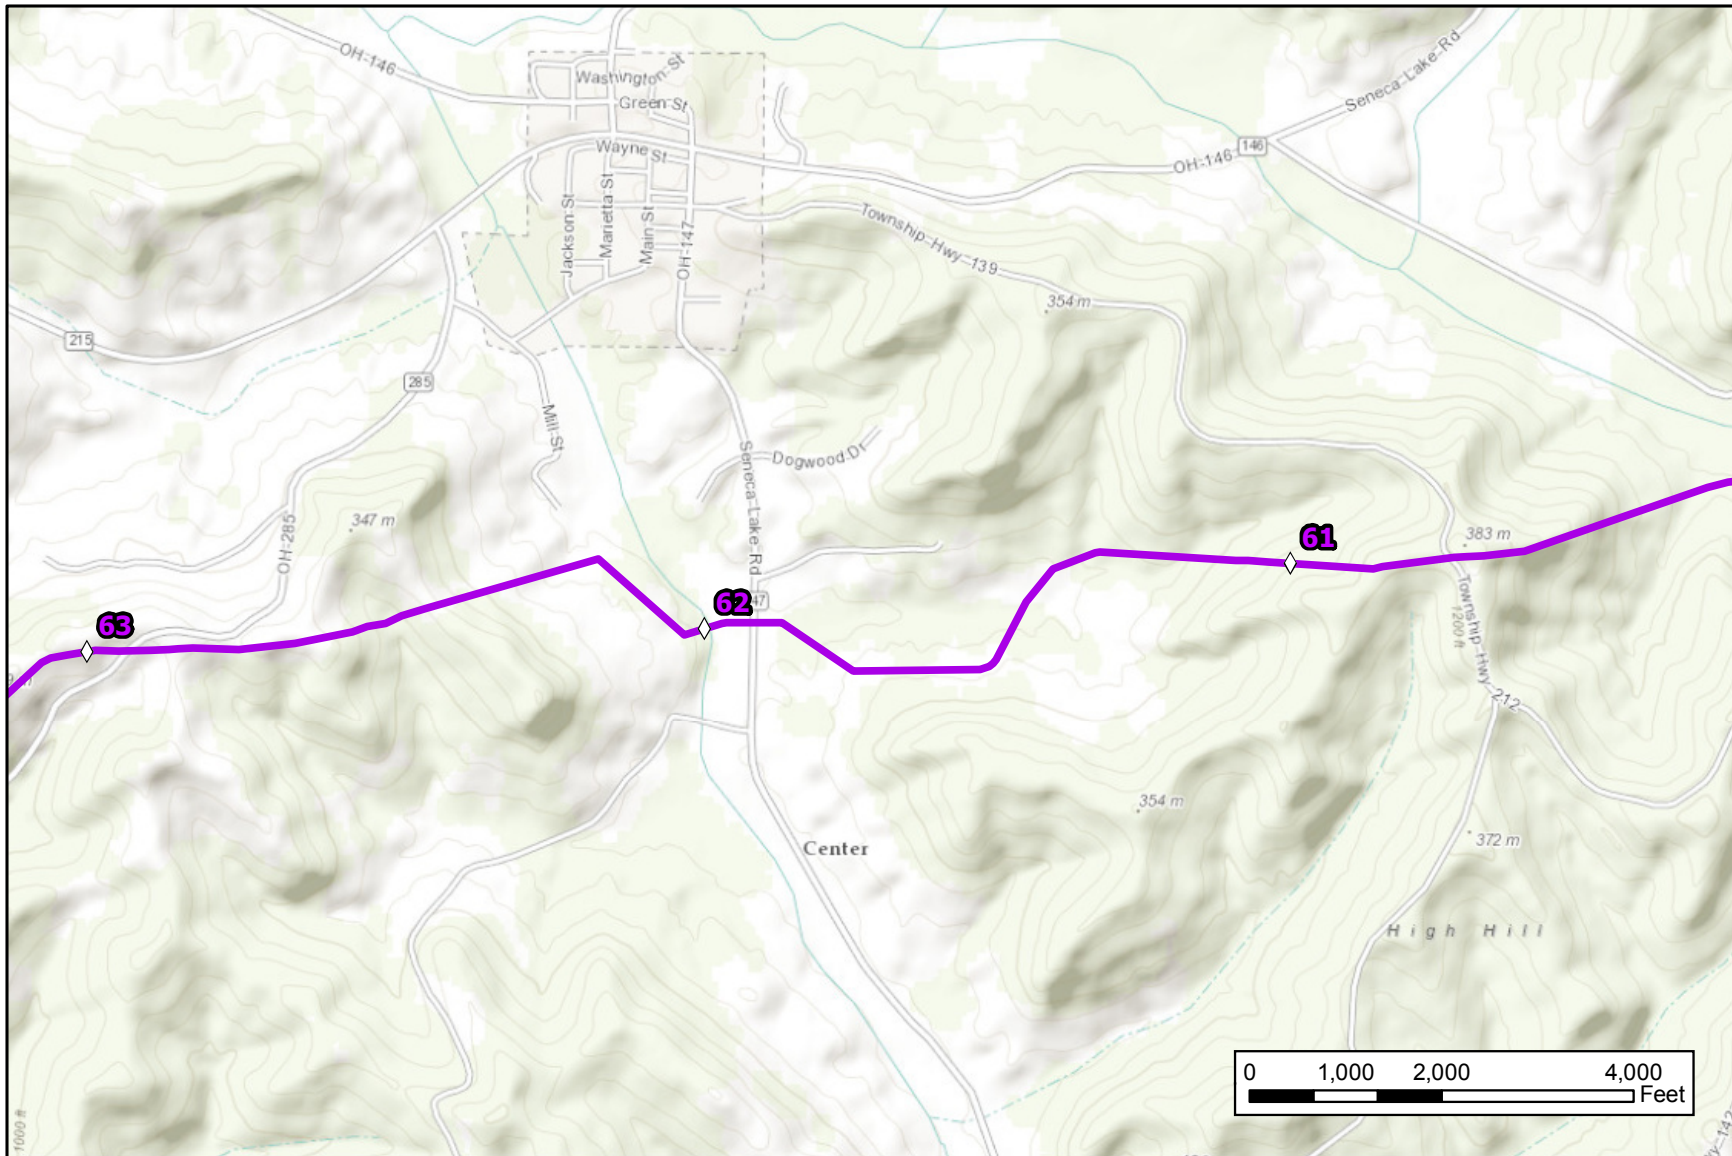 OH-146
Washington-St
Green-St
Seneca-Lake-Rd
Wayne St
146
OH-146
Jackson-St
Marietta-St
Main-St
OH-147
Township-Hwy-139
354 m
215
285
Mill-St
Seneca-Lake-Rd
Dogwood-Dr
347 m
OH-285
61
383 m
62
47
63
Township-Hwy-212
1200 ft
354 m
Center
372 m
High Hill
0 1,000 2,000 4,000
Feet
1000 ft